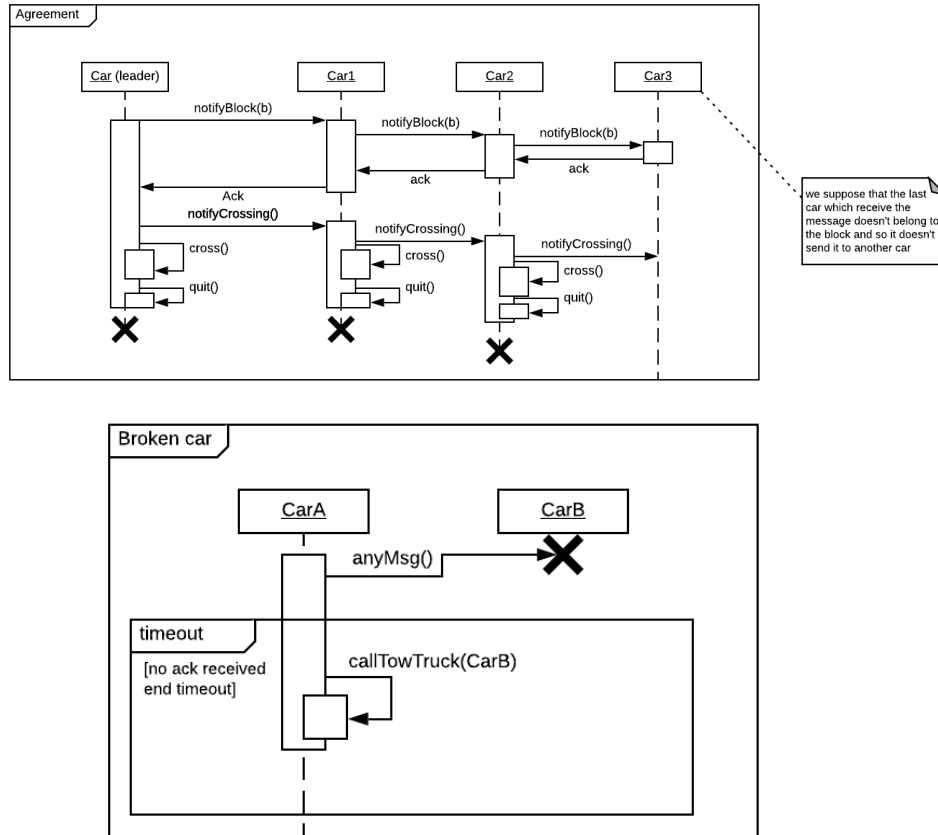 Agreement
Car (leader)
Car1
Car2
Car3
notifyBlock(b)
notifyBlock(b)
notifyBlock(b)
ack
ack
Ack
notifyCrossing()
notifyCrossing()
notifyCrossing()
cross()
cross()
cross()
quit()
quit()
quit()
we suppose that the last
car which receive the
message doesn't belong to
the block and so it doesn't
send it to another car
Broken car
CarA
CarB
anyMsg()
timeout
[no ack received
end timeout]
callTowTruck(CarB)